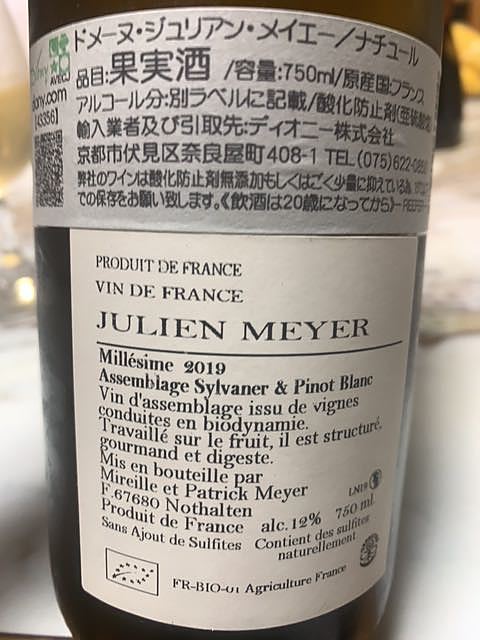 ドメーヌ・ジュリアン・メイエー／ナチュール
品目:果実酒 /容量:750ml/原産国:フランス
アルコール分:別ラベルに記載/酸化防止剤(亜硫酸
輸入業者及び引取先:ディオニー株式会社
京都市伏見区奈良屋町408-1 TEL(075)622-08
弊社のワインは酸化防止剤無添加もしくはごく少量に抑えている為
での保存をお願い致します。《飲酒は20歳になってから》
AVEC
ony.com
[43356]
PRODUIT DE FRANCE
VIN DE FRANCE
JULIEN MEYER
Millésime 2019
Assemblage Sylvaner & Pinot Blanc
Vin d'assemblage issu de vignes
conduites en biodynamie.
Travaillé sur le fruit, il est structuré,
gourmand et digeste.
Mis en bouteille par
Mireille et Patrick Meyer
F.67680 Nothalten
LN19
Produit de France alc.12% 750 ml
Sans Ajout de Sulfites Contient des sulfites
naturellement
FR-BIO-01 Agriculture France